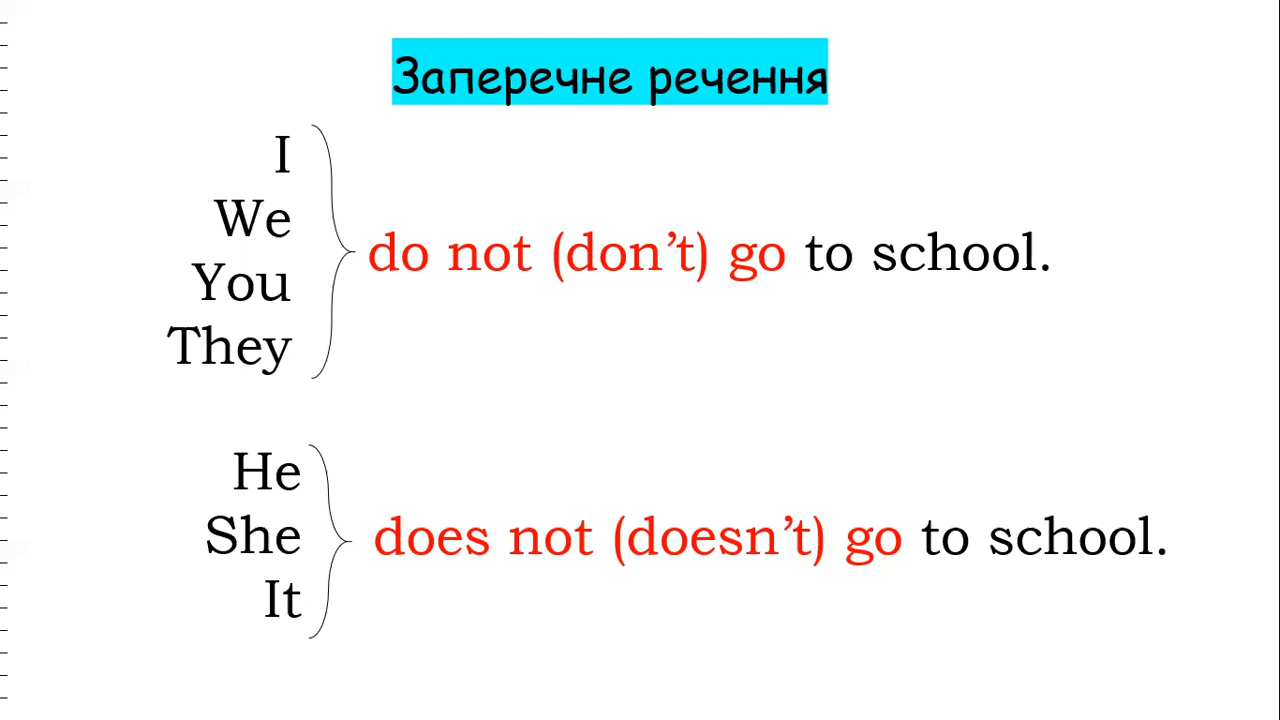 Заперечне речення
I
We
You
They
do not (don’t) go to school.
He
She
It
does not (doesn’t) go to school.